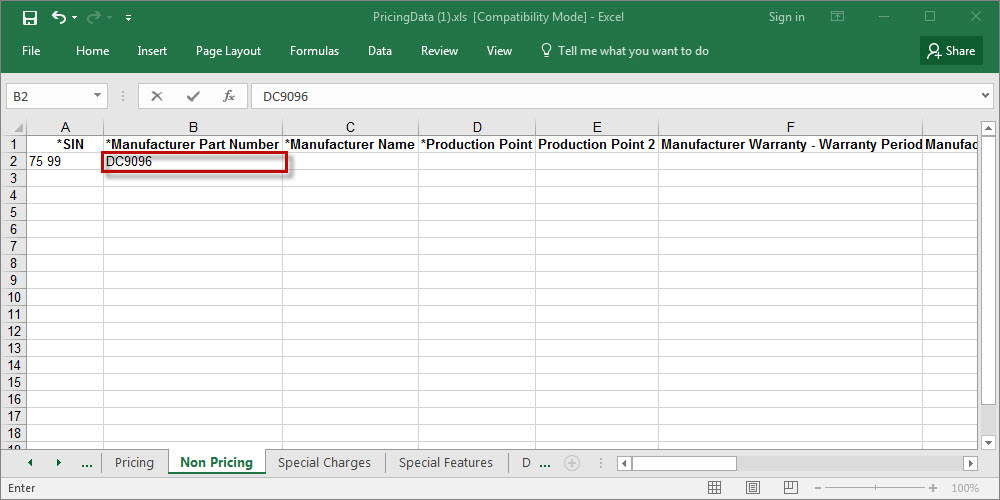 PricingData (1).xls [Compatibility Mode] - Excel
Sign in
File Home Insert Page Layout Formulas Data Review View Tell me what you want to do Share
B2 fx DC9096
A B C D E F
1 *SIN *Manufacturer Part Number *Manufacturer Name *Production Point Production Point 2 Manufacturer Warranty - Warranty Period Manufac
2 75 99 DC9096
3
4
5
6
7
8
9
10
11
12
13
14
15
16
17
18
19
... Pricing Non Pricing Special Charges Special Features D ...
Enter 100%